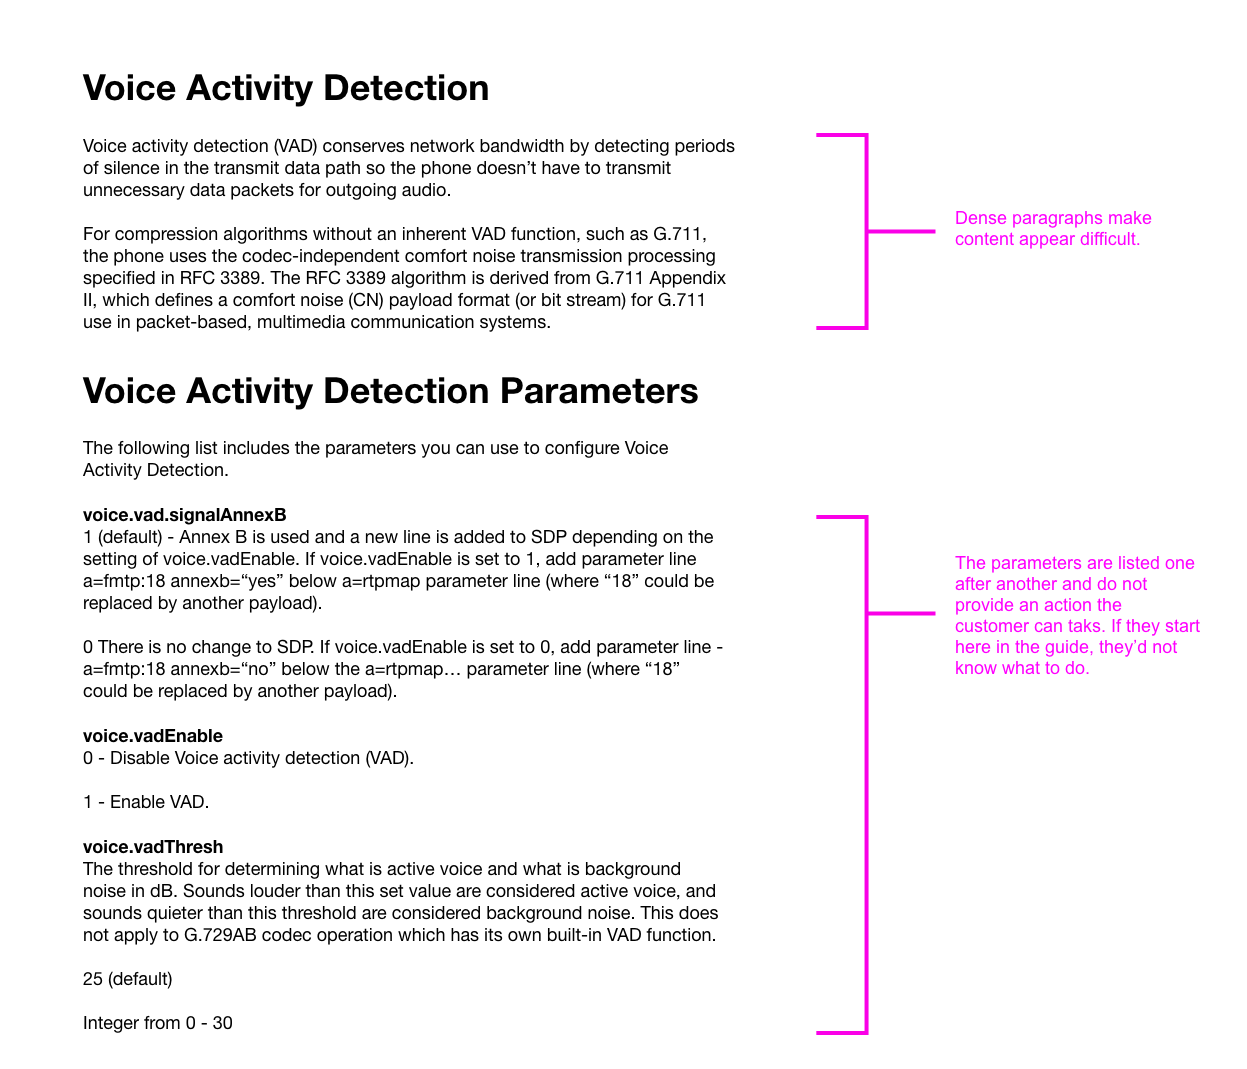 Voice Activity Detection
Voice activity detection (VAD) conserves network bandwidth by detecting periods
of silence in the transmit data path so the phone doesn’t have to transmit
unnecessary data packets for outgoing audio.
For compression algorithms without an inherent VAD function, such as G.711,
the phone uses the codec-independent comfort noise transmission processing
specified in RFC 3389. The RFC 3389 algorithm is derived from G.711 Appendix
II, which defines a comfort noise (CN) payload format (or bit stream) for G.711
use in packet-based, multimedia communication systems.
Dense paragraphs make
content appear difficult.
Voice Activity Detection Parameters
The following list includes the parameters you can use to configure Voice
Activity Detection.
voice.vad.signalAnnexB
1 (default) - Annex B is used and a new line is added to SDP depending on the
setting of voice.vadEnable. If voice.vadEnable is set to 1, add parameter line
a=fmtp:18 annexb=“yes” below a=rtpmap parameter line (where “18” could be
replaced by another payload).
0 There is no change to SDP. If voice.vadEnable is set to 0, add parameter line -
a=fmtp:18 annexb=“no” below the a=rtpmap… parameter line (where “18”
could be replaced by another payload).
voice.vadEnable
0 - Disable Voice activity detection (VAD).
1 - Enable VAD.
voice.vadThresh
The threshold for determining what is active voice and what is background
noise in dB. Sounds louder than this set value are considered active voice, and
sounds quieter than this threshold are considered background noise. This does
not apply to G.729AB codec operation which has its own built-in VAD function.
25 (default)
Integer from 0 - 30
The parameters are listed one
after another and do not
provide an action the
customer can taks. If they start
here in the guide, they’d not
know what to do.